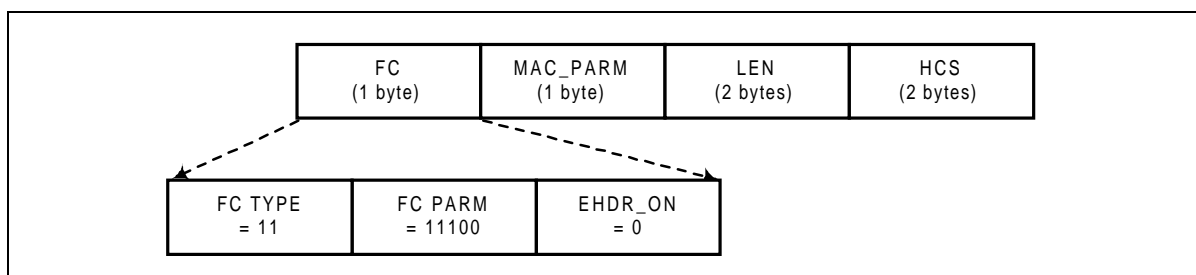 FC
(1 byte)
MAC_PARM
(1 byte)
LEN
(2 bytes)
HCS
(2 bytes)
FC TYPE
= 11
FC PARM
= 11100
EHDR_ON
= 0